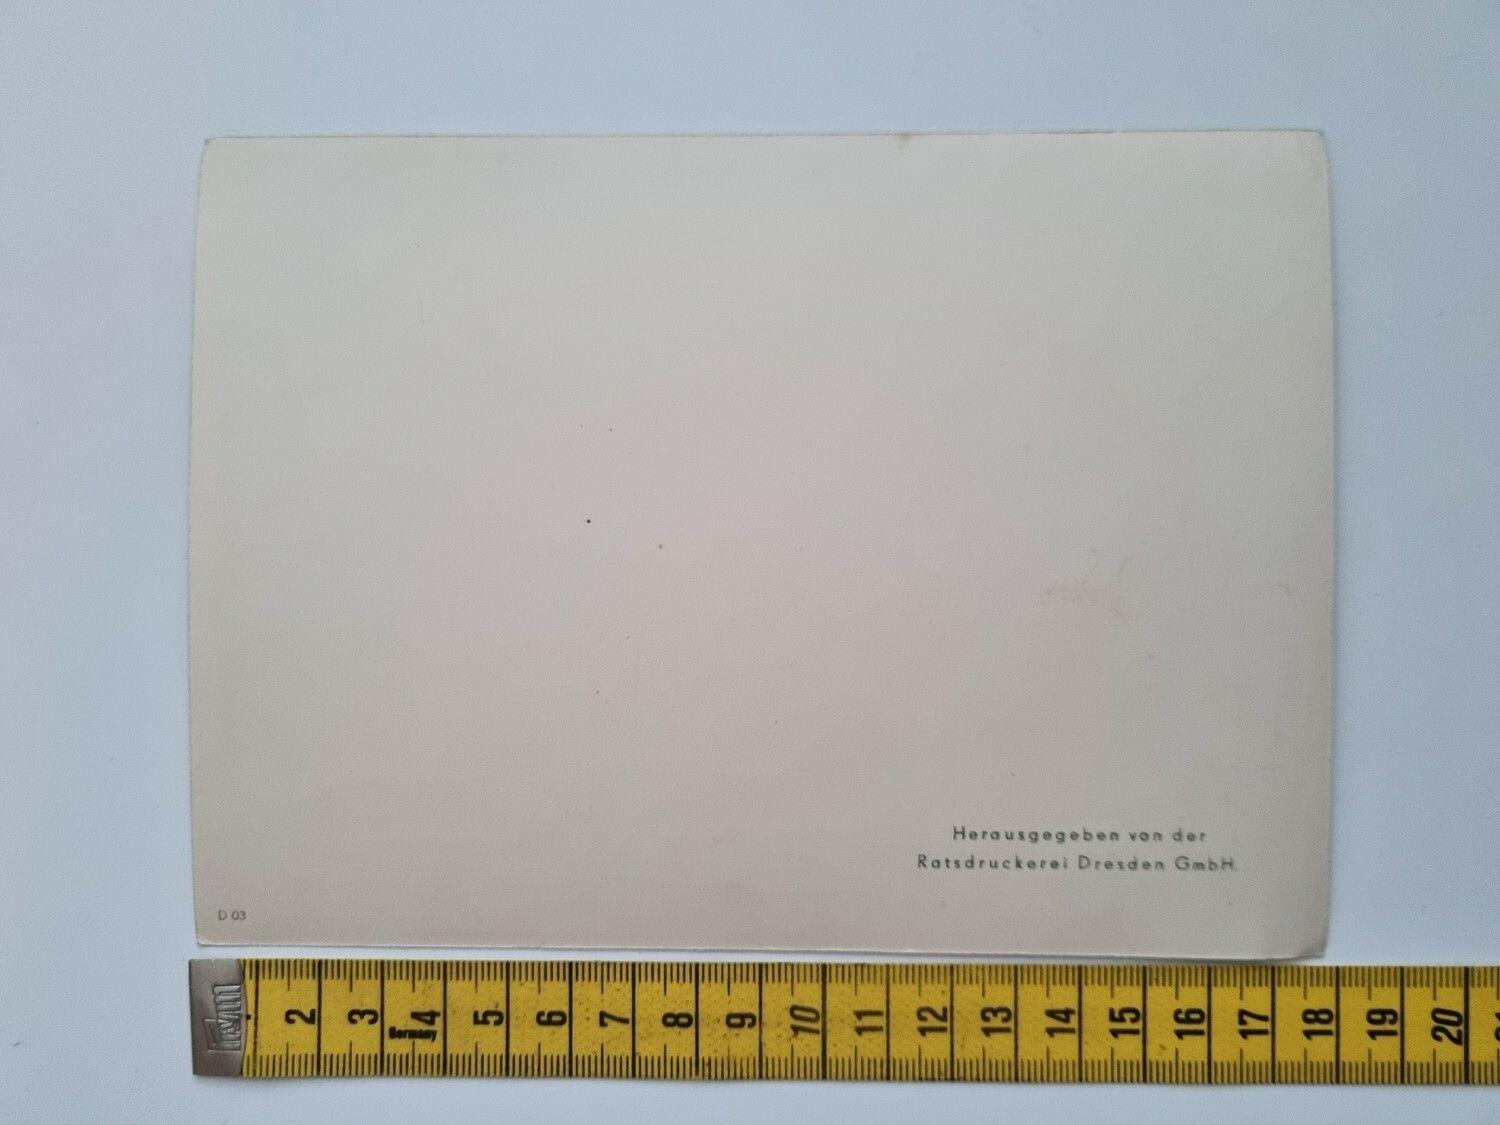 Herausgegeben von der
Ratsdruckerei Dresden GmbH.
D 03
2 3 4 5 6 7 8 9 10 11 12 13 14 15 16 17 18 19 20
Germany